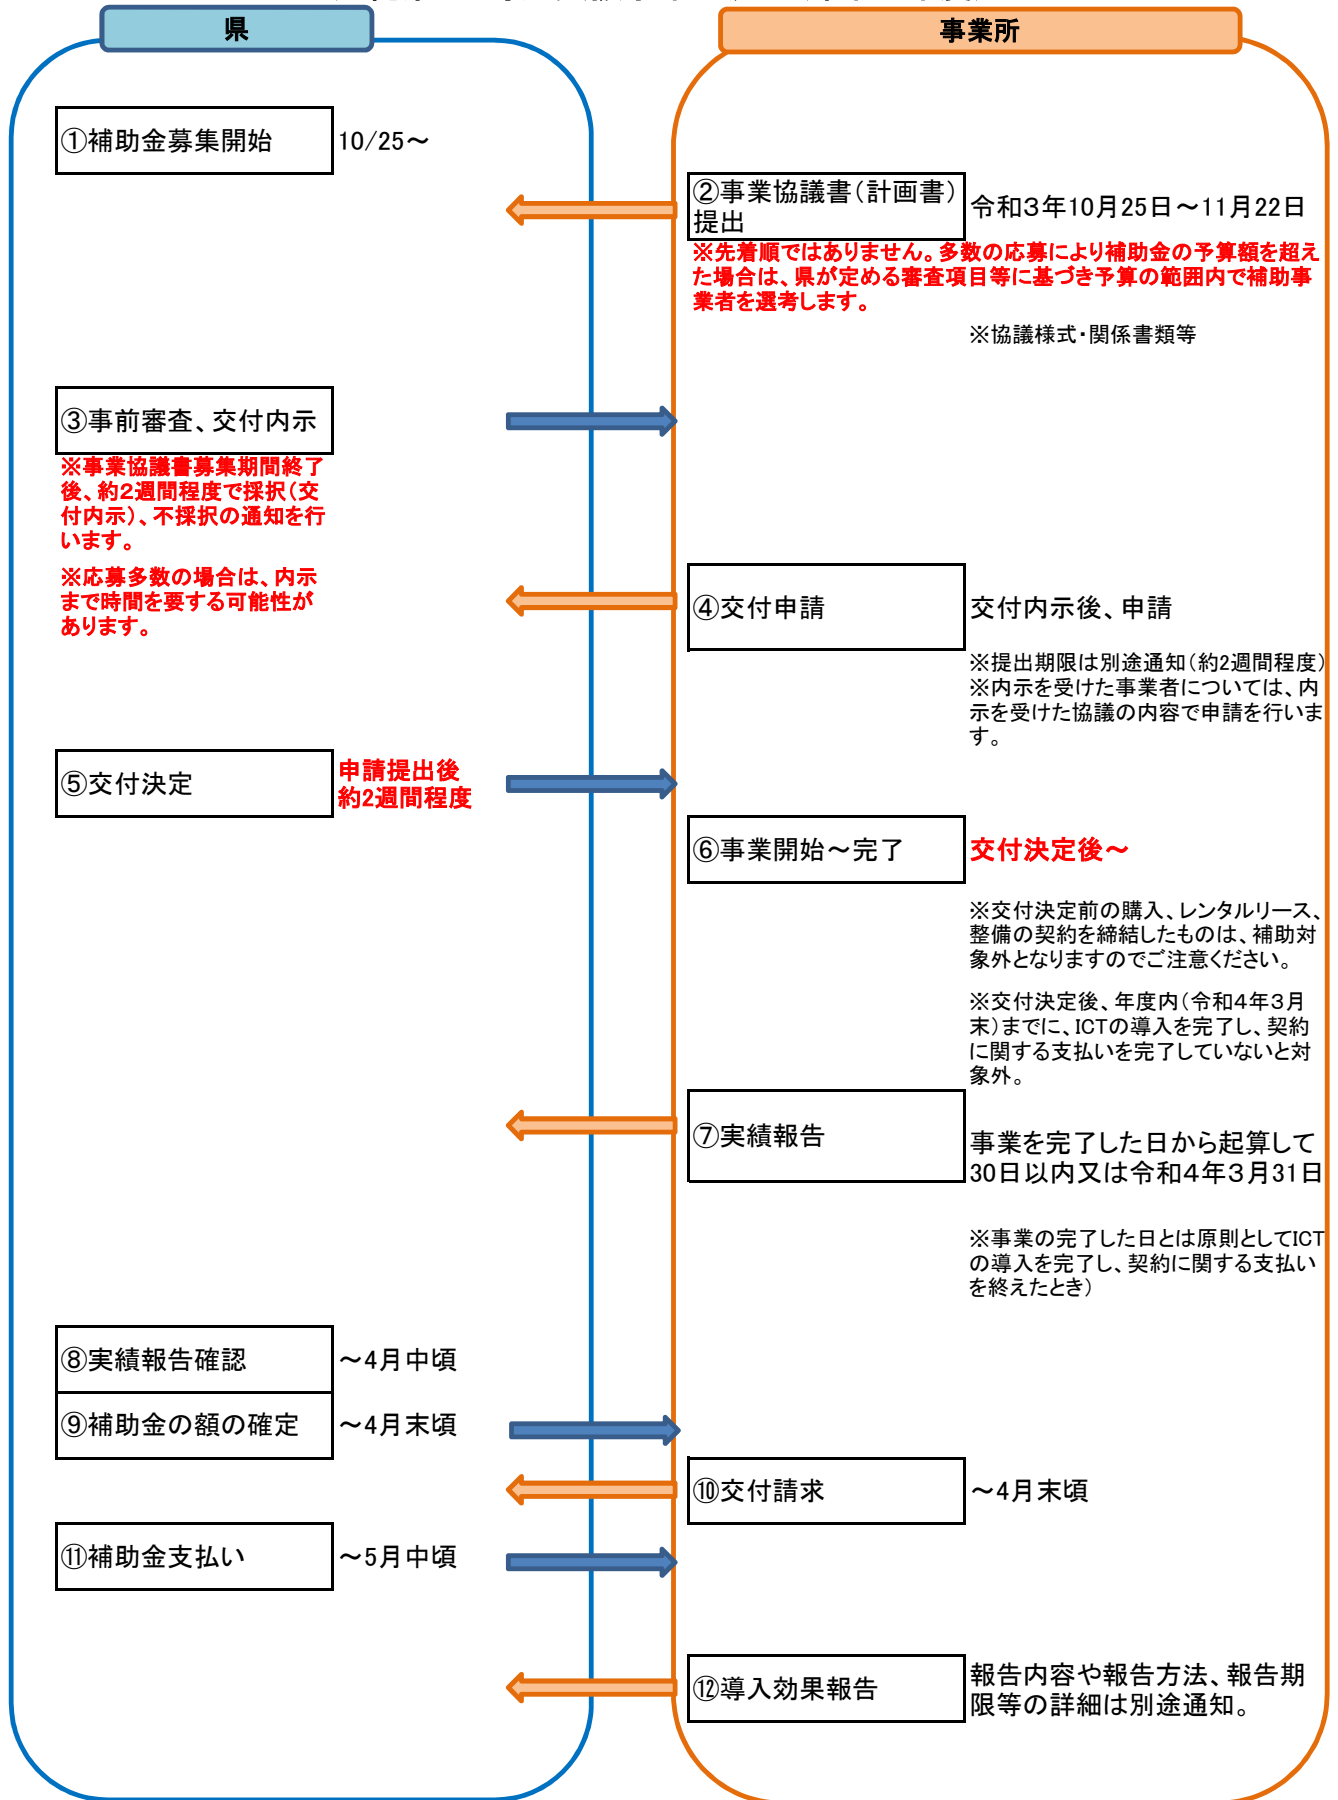 県
事業所
①補助金募集開始
10/25～
②事業協議書(計画書)
提出
令和3年10月25日～11月22日
※先着順ではありません。多数の応募により補助金の予算額を超え
た場合は、県が定める審査項目等に基づき予算の範囲内で補助事
業者を選考します。
※協議様式・関係書類等
③事前審査、交付内示
※事業協議書募集期間終了
後、約2週間程度で採択(交
付内示)、不採択の通知を行
います。
※応募多数の場合は、内示
まで時間を要する可能性が
あります。
④交付申請
交付内示後、申請
※提出期限は別途通知(約2週間程度)
※内示を受けた事業者については、内
示を受けた協議の内容で申請を行いま
す。
⑤交付決定
申請提出後
約2週間程度
⑥事業開始～完了
交付決定後～
※交付決定前の購入、レンタルリース、
整備の契約を締結したものは、補助対
象外となりますのでご注意ください。
※交付決定後、年度内(令和4年3月
末)までに、ICTの導入を完了し、契約
に関する支払いを完了していないと対
象外。
⑦実績報告
事業を完了した日から起算して
30日以内又は令和4年3月31日
※事業の完了した日とは原則としてICT
の導入を完了し、契約に関する支払い
を終えたとき)
⑧実績報告確認
～4月中頃
⑨補助金の額の確定
～4月末頃
⑩交付請求
～4月末頃
⑪補助金支払い
～5月中頃
⑫導入効果報告
報告内容や報告方法、報告期
限等の詳細は別途通知。